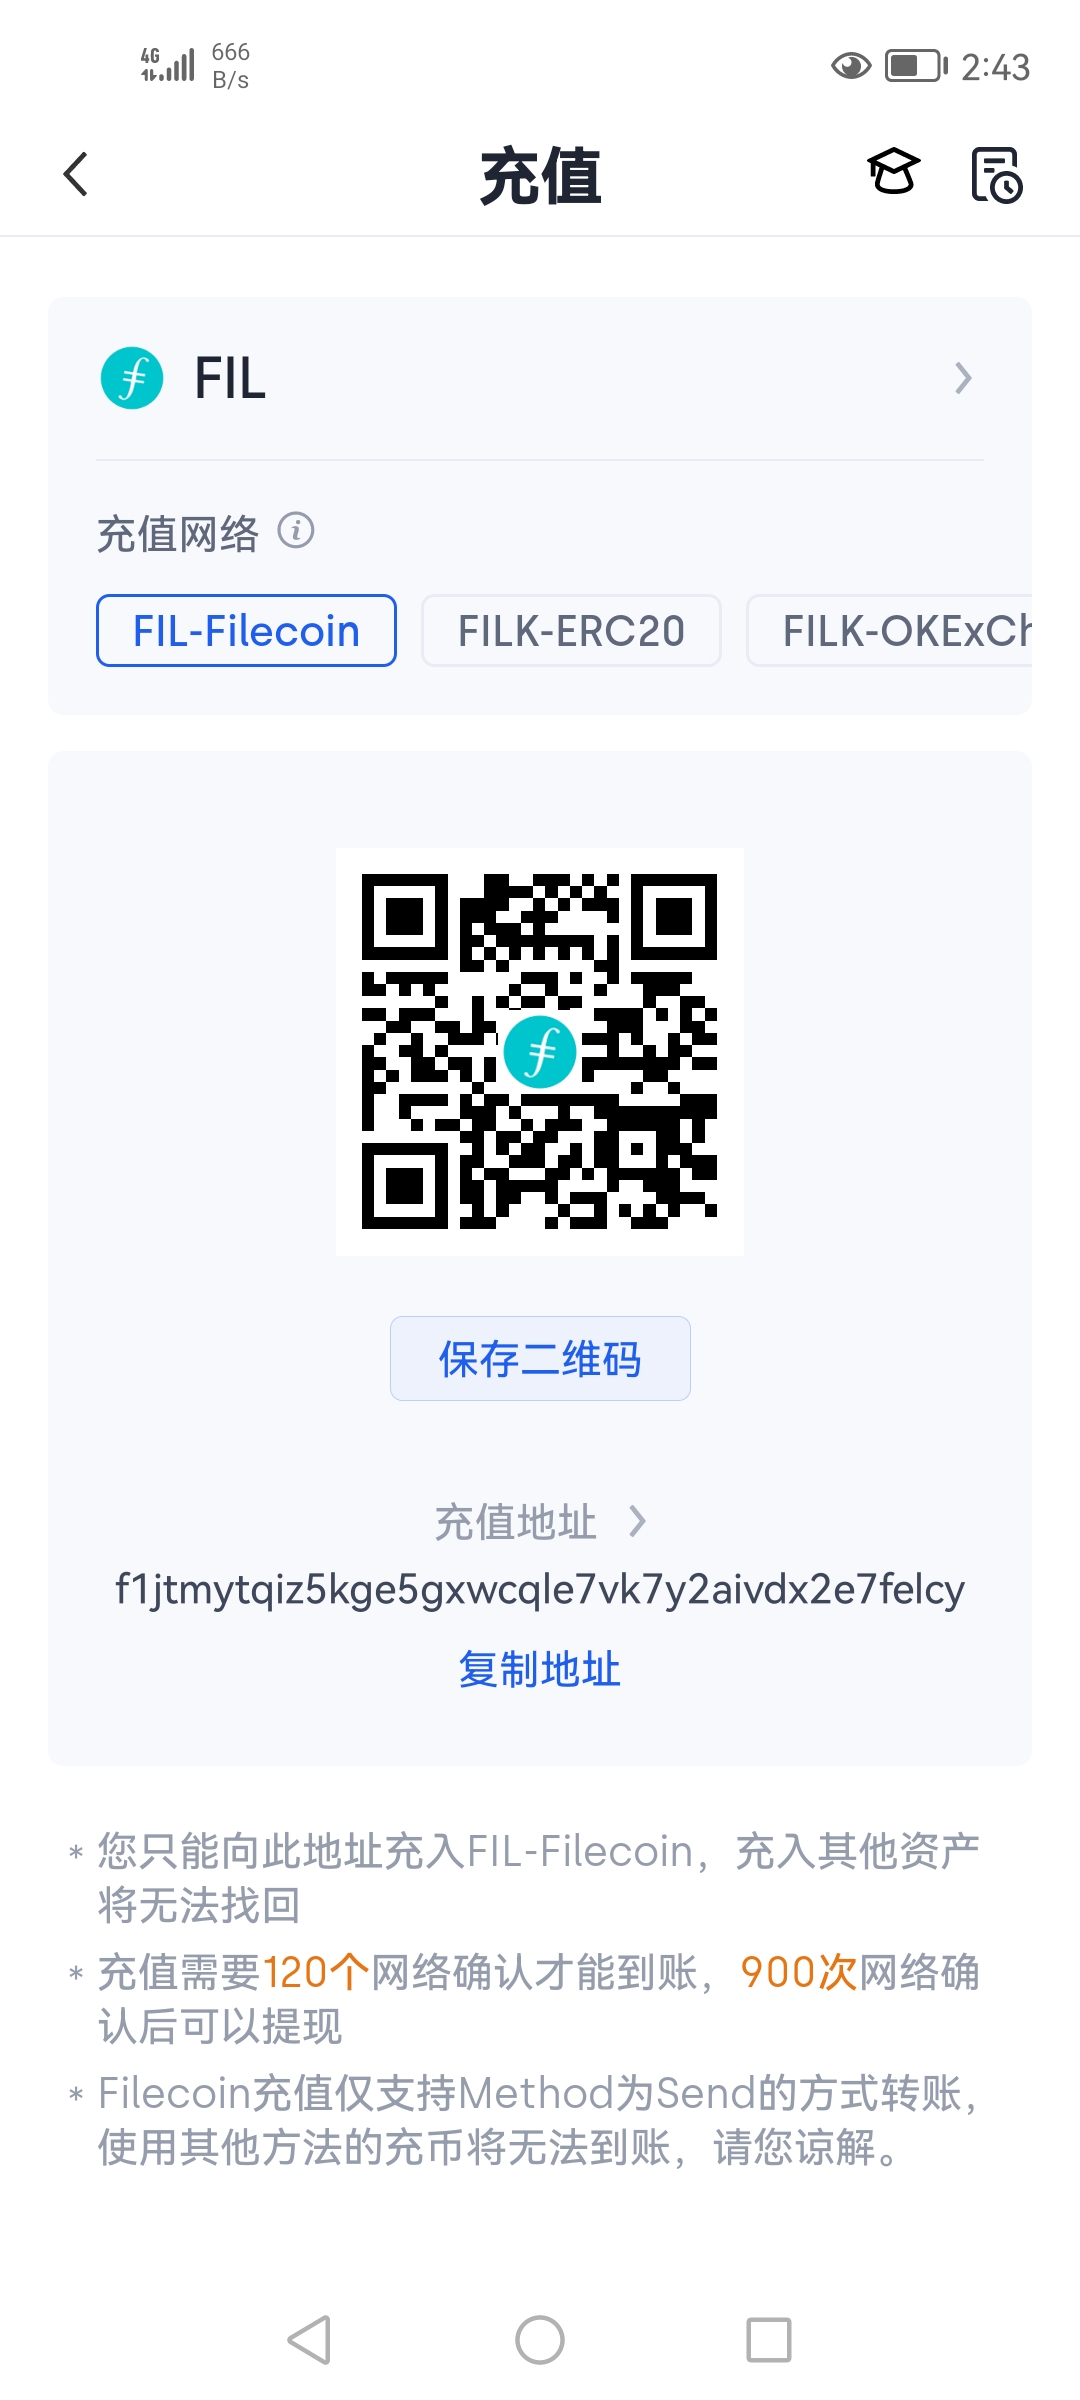 4G
666
B/s
2:43
充值
FIL
充值网络
FIL-Filecoin
FILK-ERC20
FILK-OKExCh
保存二维码
充值地址
f1jtmytqiz5kge5gxwcqle7vk7y2aivdx2e7felcy
复制地址
* 您只能向此地址充入FIL-Filecoin，充入其他资产
将无法找回
* 充值需要120个网络确认才能到账，900次网络确
认后可以提现
* Filecoin充值仅支持Method为Send的方式转账，
使用其他方法的充币将无法到账，请您谅解。